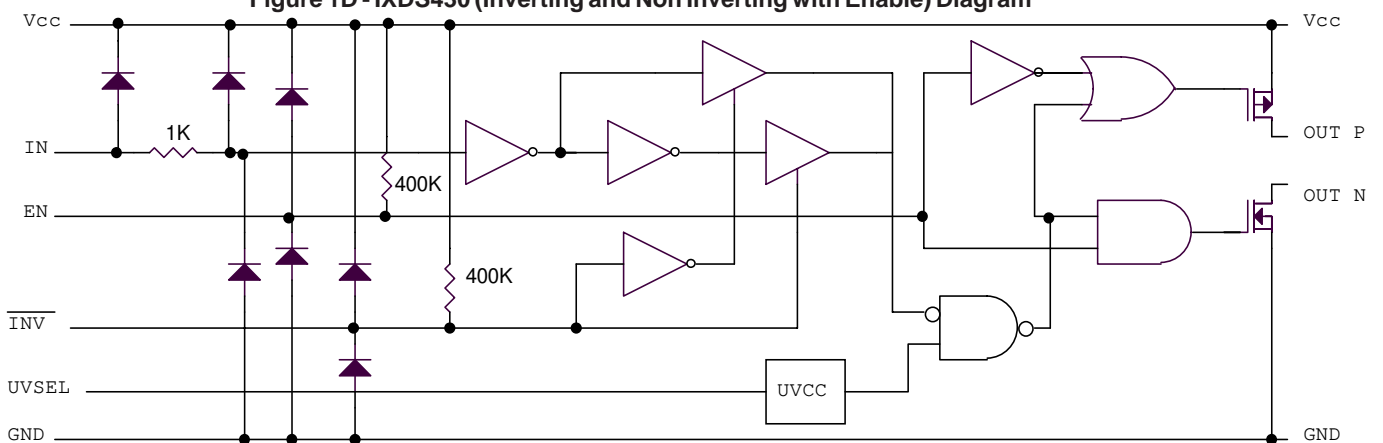 Figure 1D - IXDS430 (Inverting and Non Inverting with Enable) Diagram
Vcc
Vcc
1K
OUT P
IN
400K
OUT N
EN
400K
INV
UVSEL
UVCC
GND
GND